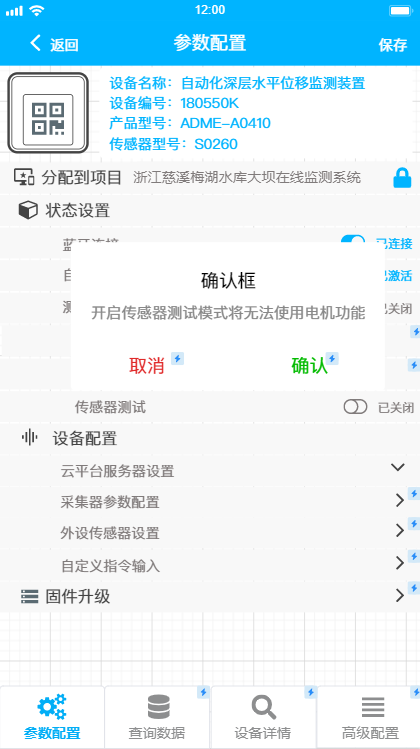 12:00
返回
参数配置
保存
设备名称：自动化深层水平位移监测装置
设备编号：180550K
产品型号：ADME-A0410
传感器型号：S0260
分配到项目 浙江慈溪梅湖水库大坝在线监测系统
状态设置
蓝牙连接 已连接
自 已激活
测 已关闭
确认框
开启传感器测试模式将无法使用电机功能
取消 确认
传感器测试 已关闭
设备配置
云平台服务器设置
采集器参数配置
外设传感器设置
自定义指令输入
固件升级
参数配置 查询数据 设备详情 高级配置